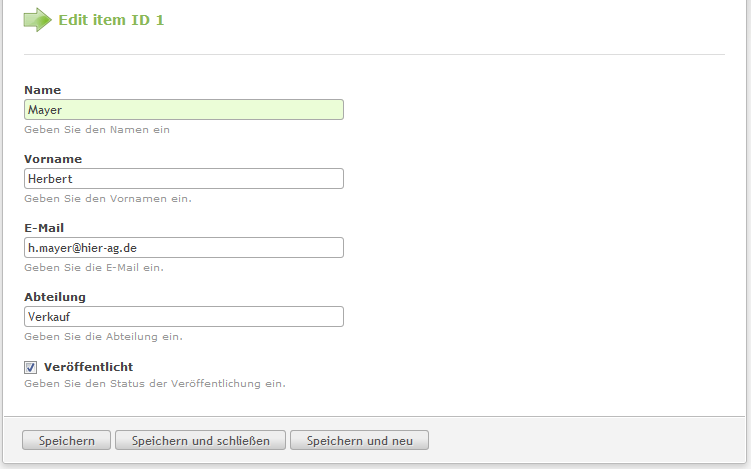 Edit item ID 1
Name
Mayer
Geben Sie den Namen ein
Vorname
Herbert
Geben Sie den Vornamen ein.
E-Mail
h.mayer@hier-ag.de
Geben Sie die E-Mail ein.
Abteilung
Verkauf
Geben Sie die Abteilung ein.
Veröffentlicht
Geben Sie den Status der Veröffentlichung ein.
Speichern Speichern und schließen Speichern und neu